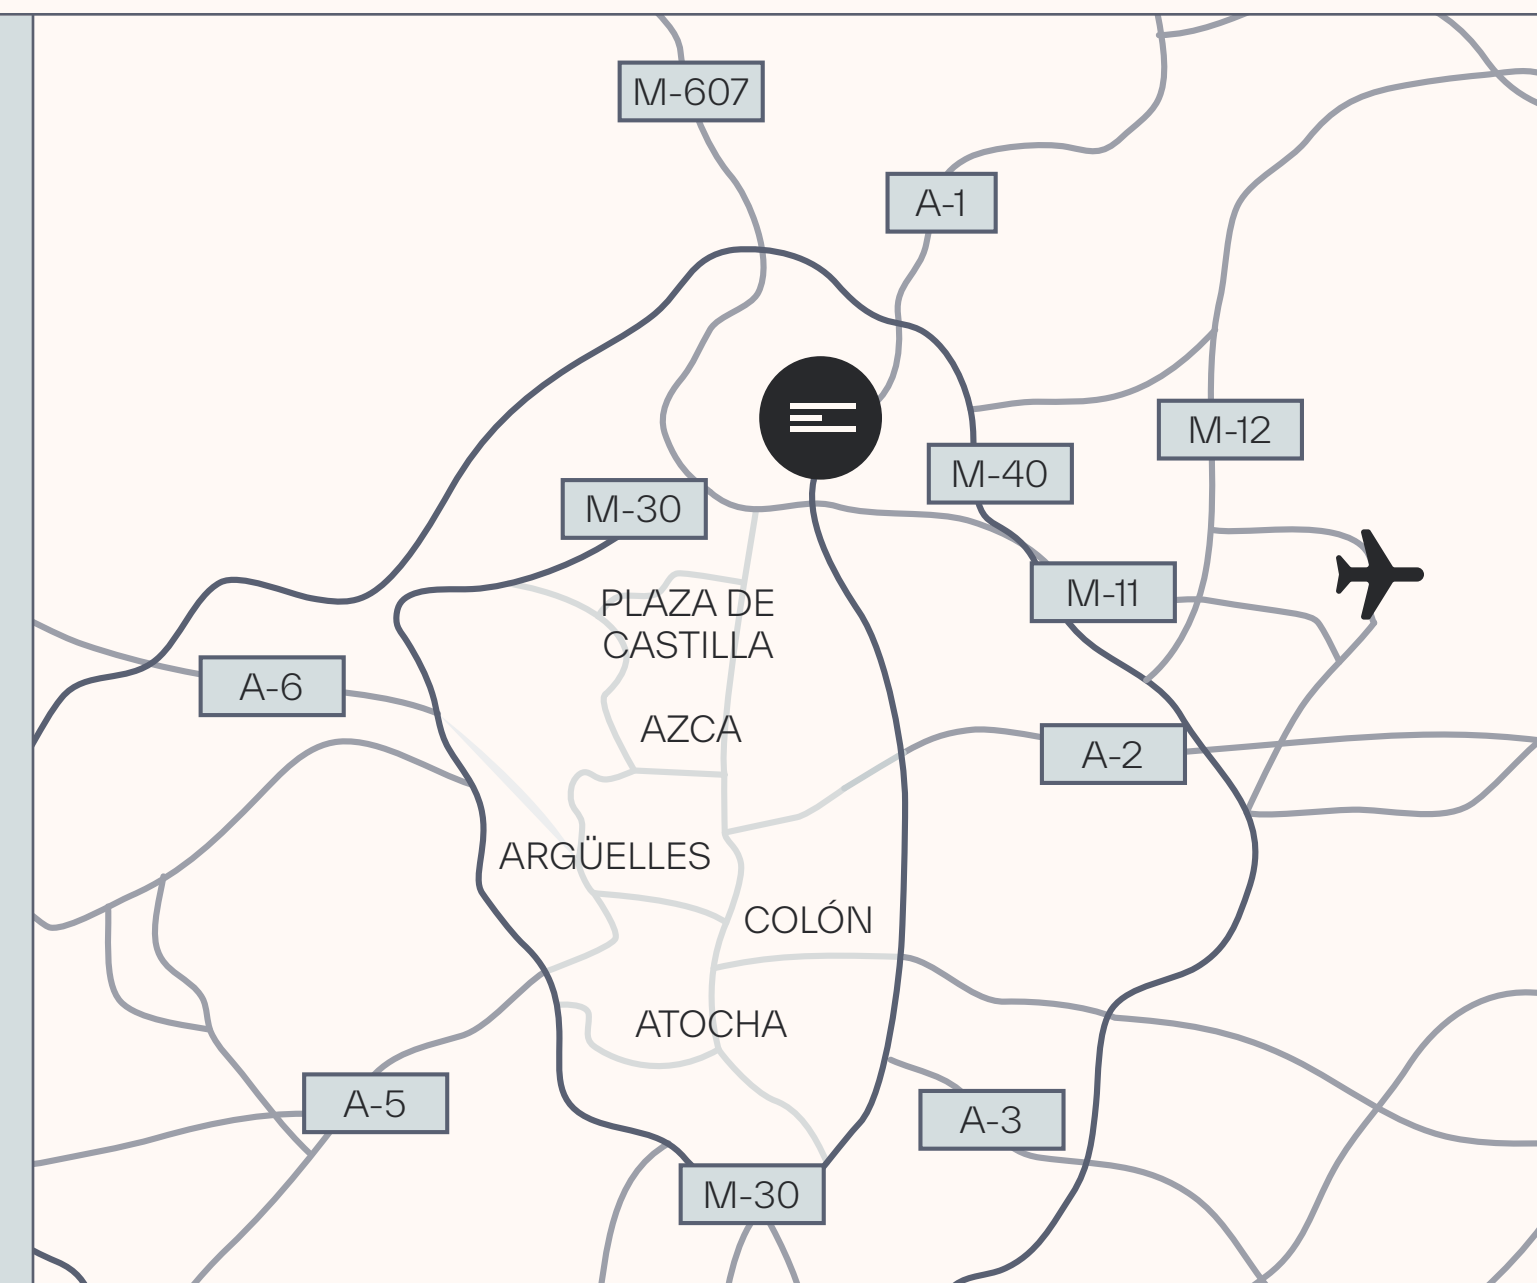 M-607
A-1
M-12
M-40
M-30
M-11
PLAZA DE
CASTILLA
A-6
AZCA
A-2
ARGÜELLES
COLÓN
ATOCHA
A-5
A-3
M-30